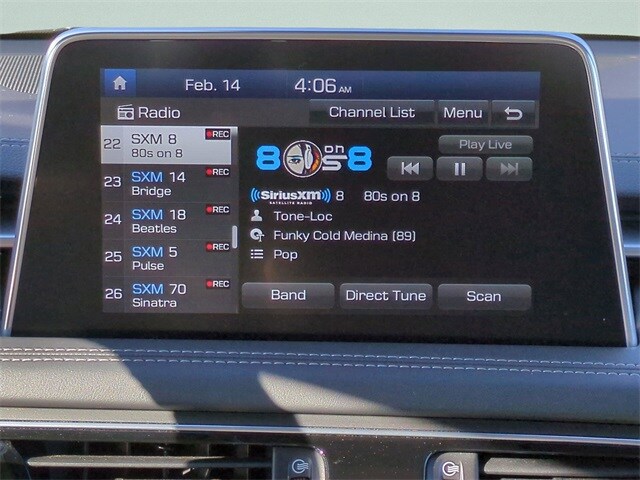 Feb. 14 4:06 AM
Radio Channel List Menu
22 SXM 8 REC
80s on 8
23 SXM 14 REC
Bridge
24 SXM 18 REC
Beatles
25 SXM 5 REC
Pulse
26 SXM 70 REC
Sinatra
80s on 8
Play Live
((SiriusXM)) 8 80s on 8
SATELLITE RADIO
Tone-Loc
Funky Cold Medina (89)
Pop
Band Direct Tune Scan